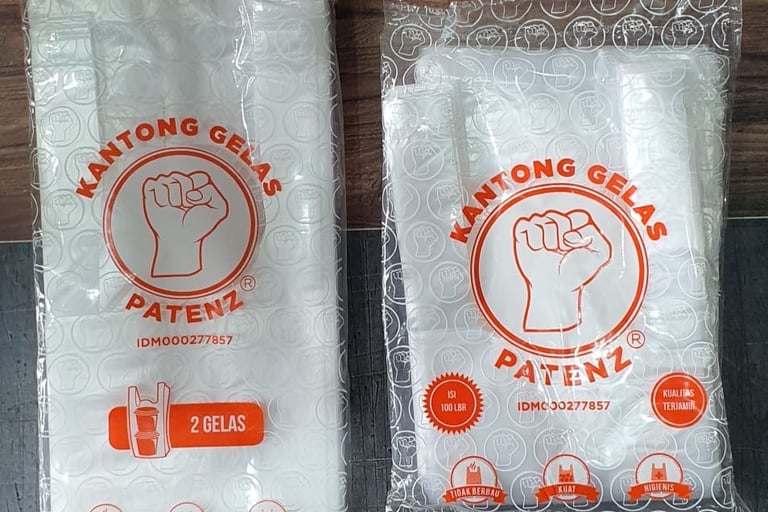 KANTONG GELAS
PATENZ®
IDM000277857
2 GELAS
KANTONG GELAS
PATENZ®
IDM000277857
ISI
100 LBR
KUALITAS
TERJAMIN
TIDAK BERBAU
KUAT
HIGIENIS